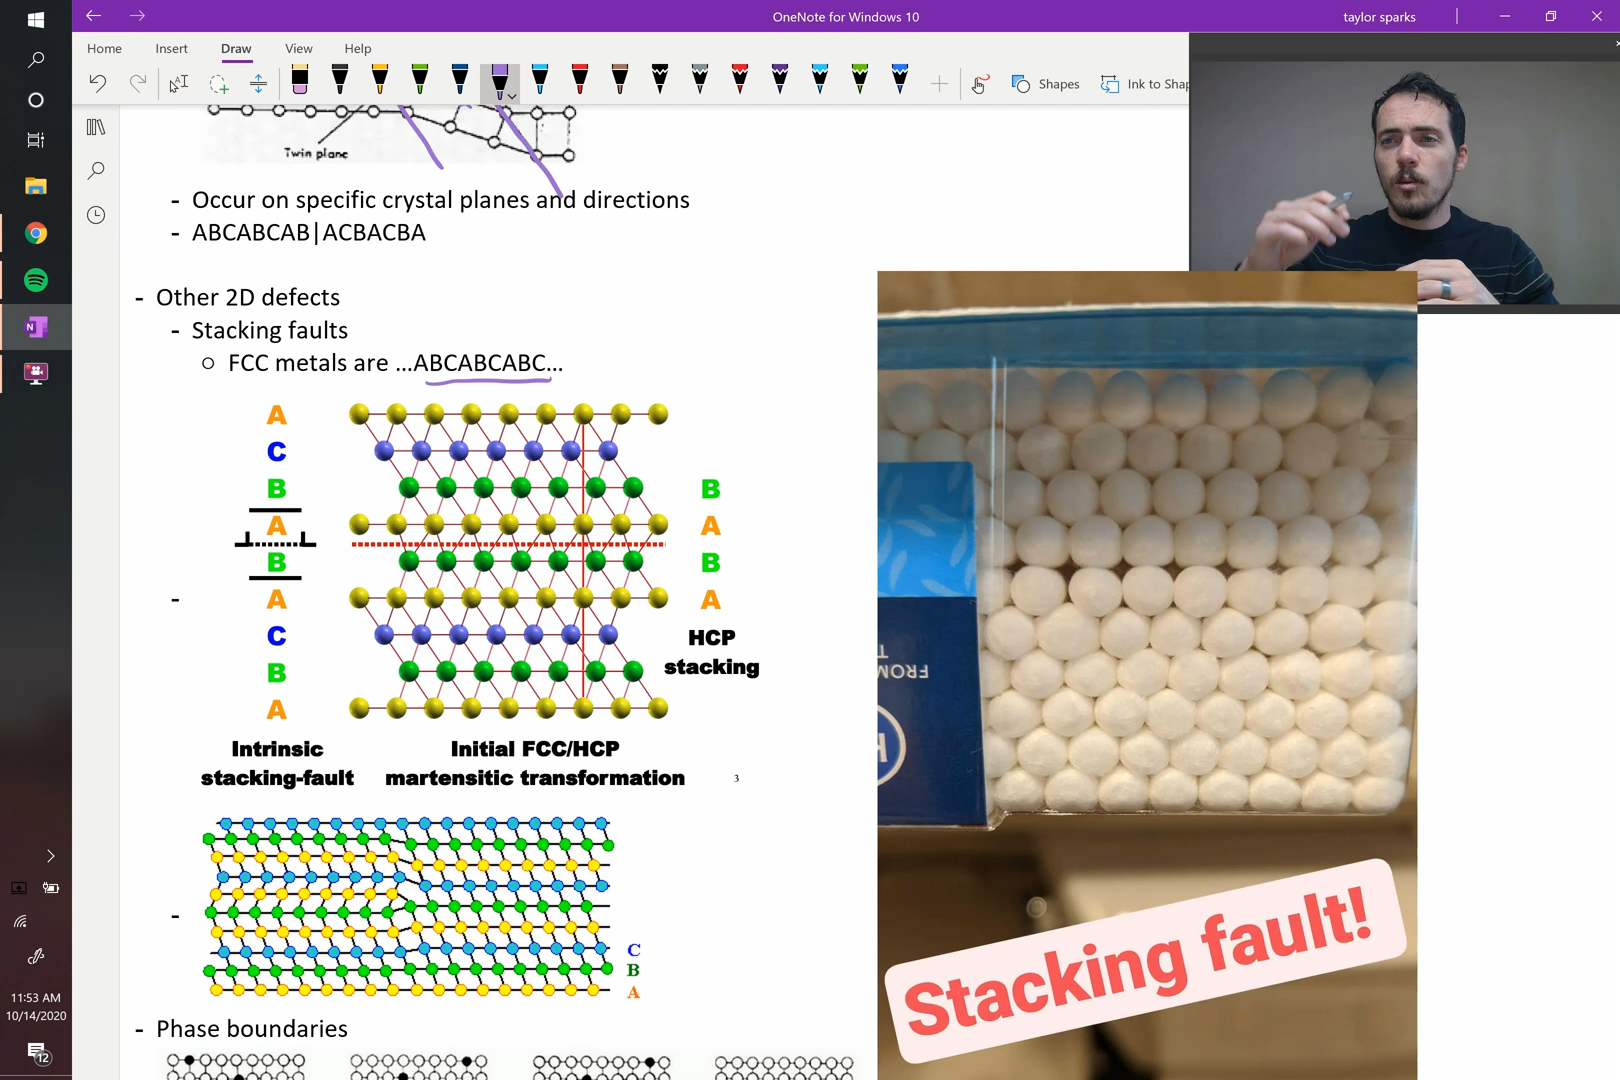 OneNote for Windows 10
taylor sparks
Home Insert Draw View Help
Shapes
Ink to Shap
Twin plane
- Occur on specific crystal planes and directions
- ABCABCAB|ACBACBA
- Other 2D defects
- Stacking faults
○ FCC metals are ...ABCABCABC...
A
C
B
A
B
A
C
B
A
B
A
B
A
HCP
stacking
Intrinsic
stacking-fault
Initial FCC/HCP
martensitic transformation
3
C
B
A
- Phase boundaries
FROM
Stacking fault!
11:53 AM
10/14/2020
12